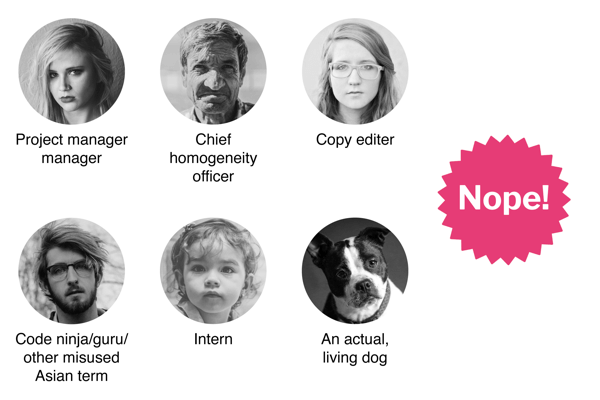 Project manager
manager
Chief
homogeneity
officer
Copy editer
Nope!
Code ninja/guru/
other misused
Asian term
Intern
An actual,
living dog